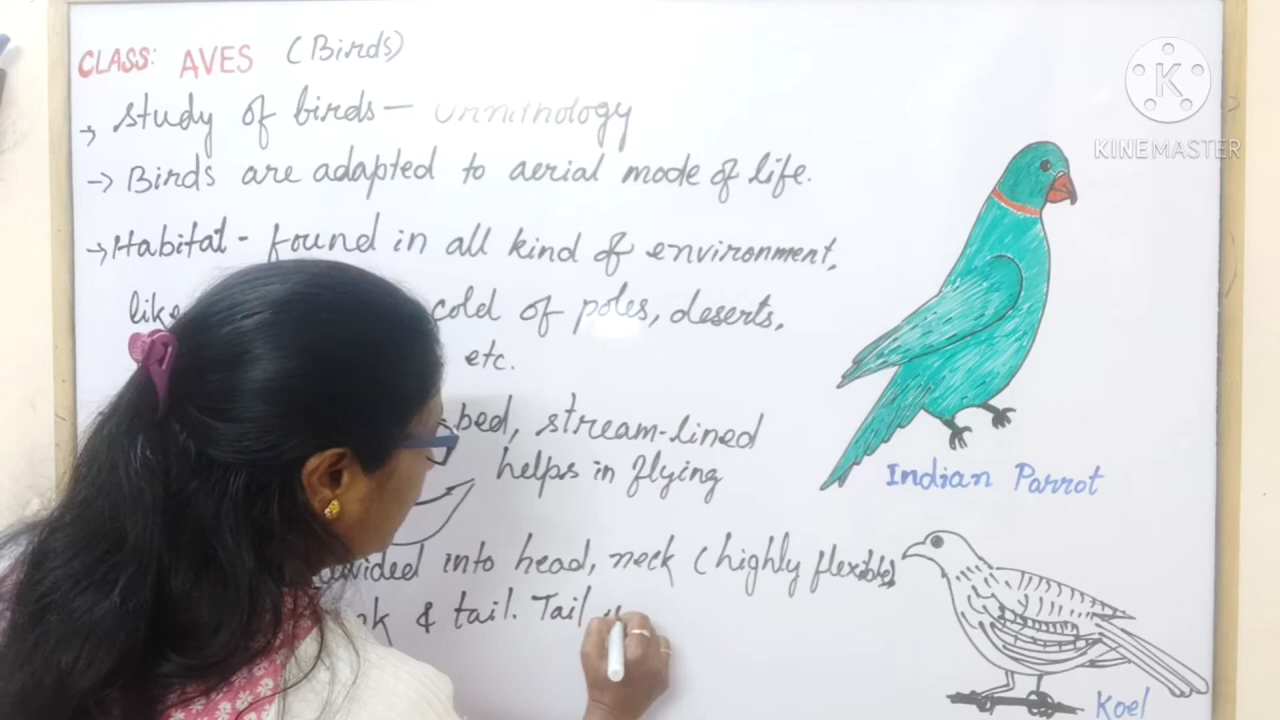 CLASS: AVES (Birds)
→ Study of birds — Ornithology
→ Birds are adapted to aerial mode of life.
→ Habitat - found in all kind of environment,
like cold of poles, deserts,
etc.
stream-lined
helps in flying
divided into head, neck (highly flexible)
& tail. Tail
Indian Parrot
Koel
K
KINEMASTER